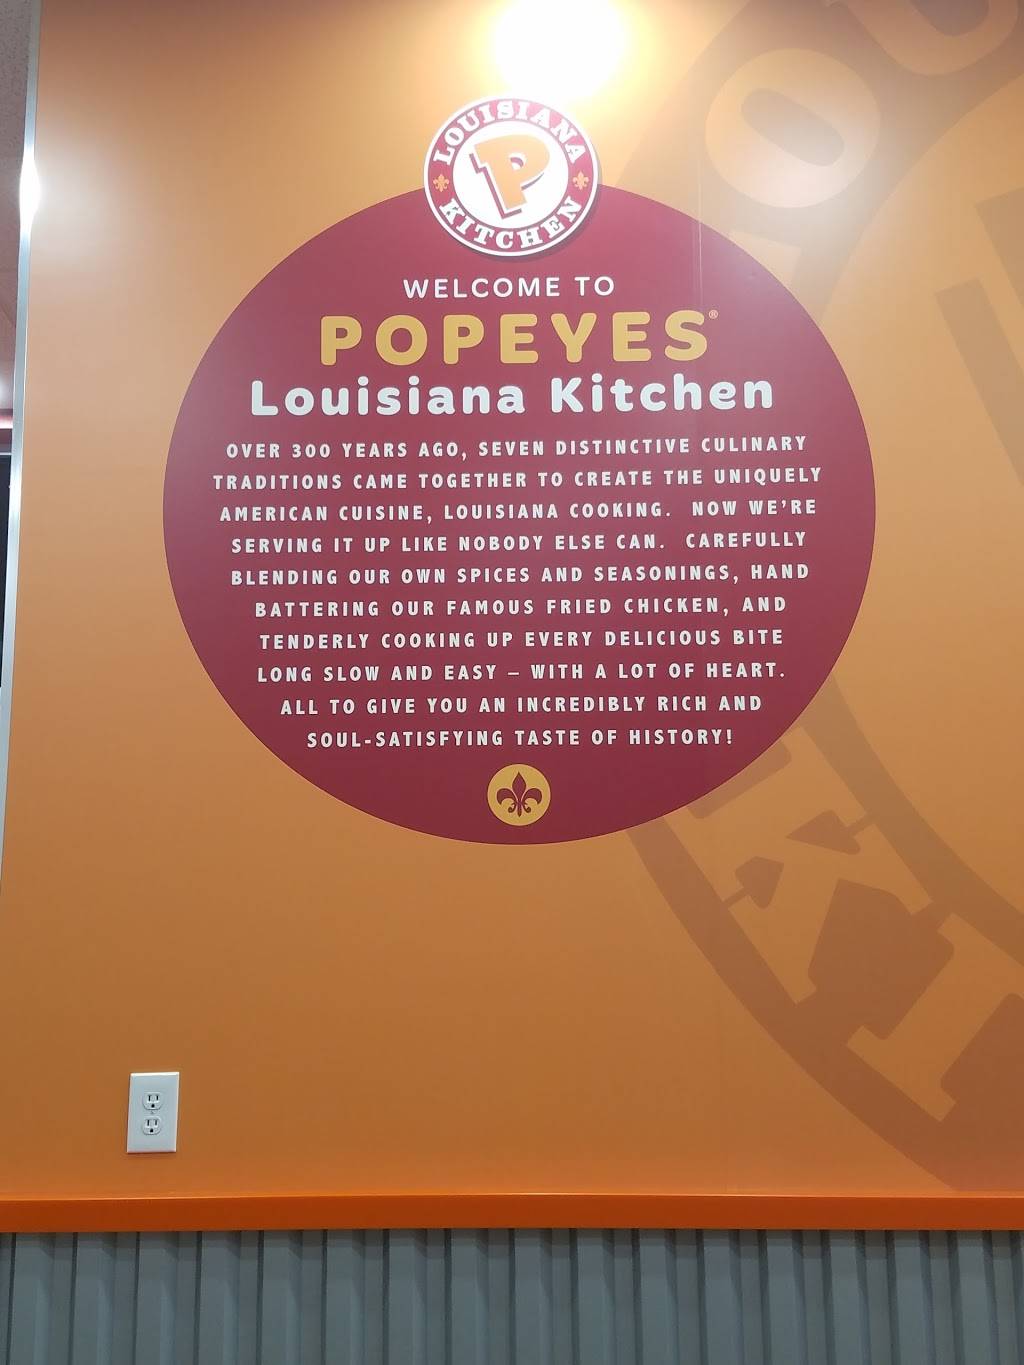 LOUISIANA
P
KITCHEN
WELCOME TO
POPEYES®
Louisiana Kitchen
OVER 300 YEARS AGO, SEVEN DISTINCTIVE CULINARY
TRADITIONS CAME TOGETHER TO CREATE THE UNIQUELY
AMERICAN CUISINE, LOUISIANA COOKING. NOW WE'RE
SERVING IT UP LIKE NOBODY ELSE CAN. CAREFULLY
BLENDING OUR OWN SPICES AND SEASONINGS, HAND
BATTERING OUR FAMOUS FRIED CHICKEN, AND
TENDERLY COOKING UP EVERY DELICIOUS BITE
LONG SLOW AND EASY – WITH A LOT OF HEART.
ALL TO GIVE YOU AN INCREDIBLY RICH AND
SOUL-SATISFYING TASTE OF HISTORY!
OU
KI